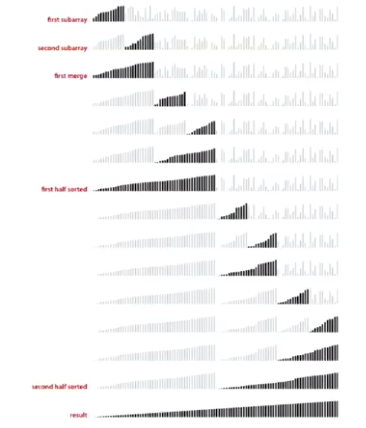 first subarray
second subarray
first merge
first half sorted
second half sorted
result